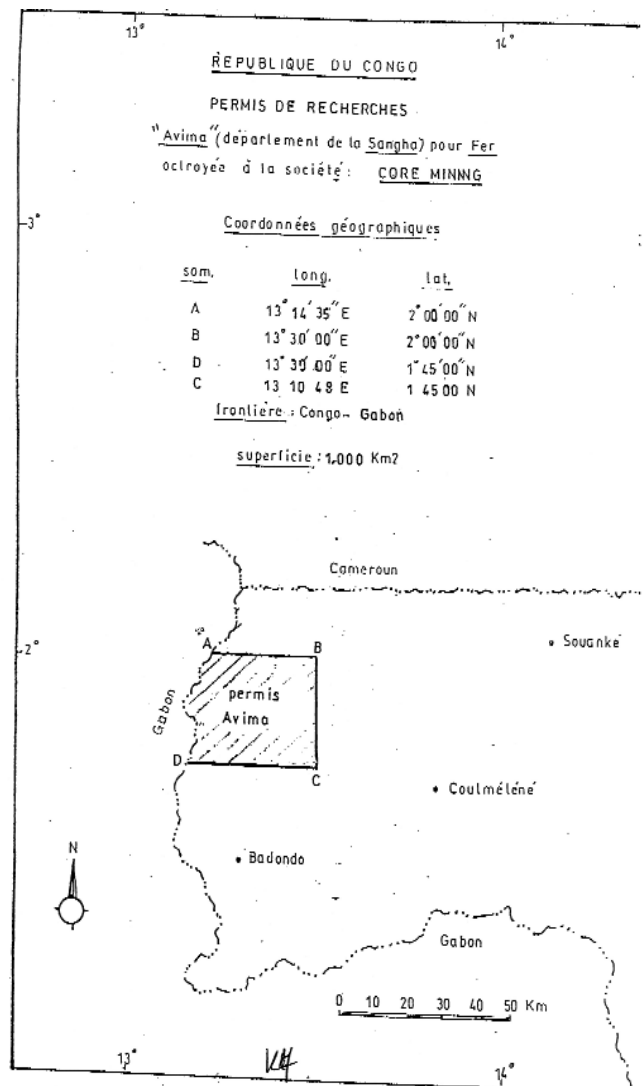 13°
14°
REPUBLIQUE DU CONGO
PERMIS DE RECHERCHES
"Avima" (département de la Sangha) pour Fer
octroyée à la société: CORE MINNG
3°
Coordonnées géographiques
som. long. lat.
A 13° 14' 35" E 2° 00' 00" N
B 13° 30' 00" E 2° 00' 00" N
D 13° 30' 00" E 1° 45' 00" N
C 13 10 48 E 1 45 00 N
frontière : Congo - Gabon
superficie : 1.000 Km2
Cameroun
2°
A
B
Souanké
Gabon
permis
Avima
D
C
Coulméléné
N
Badondo
Gabon
0 10 20 30 40 50 Km
13°
14°